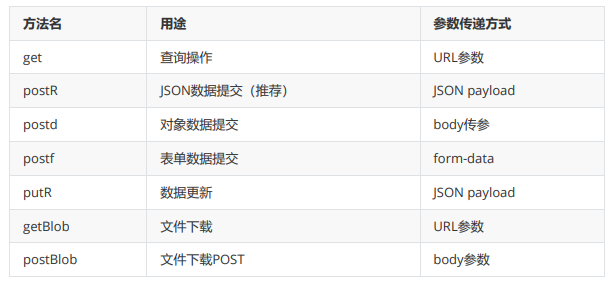 方法名 用途 参数传递方式
get 查询操作 URL参数
postR JSON数据提交（推荐） JSON payload
postd 对象数据提交 body传参
postf 表单数据提交 form-data
putR 数据更新 JSON payload
getBlob 文件下载 URL参数
postBlob 文件下载POST body参数